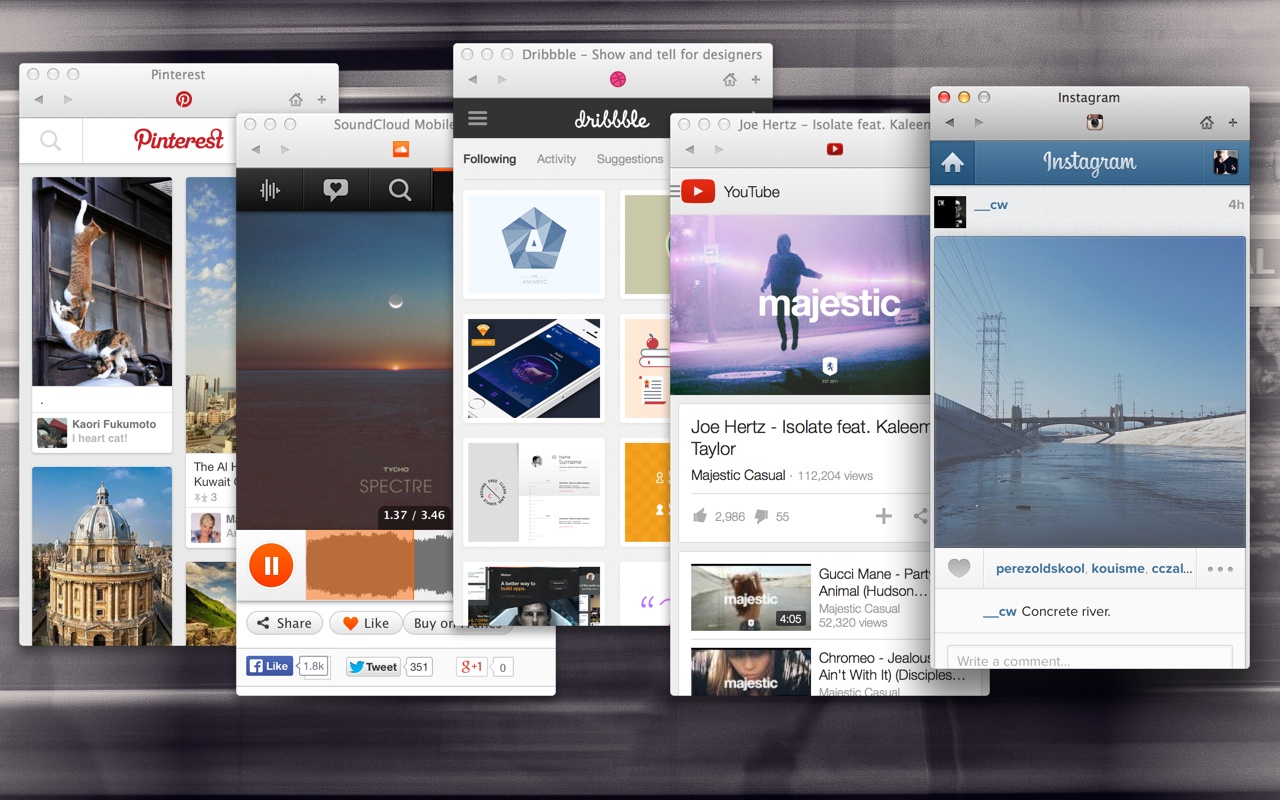 Pinterest
Pinterest
.
Kaori Fukumoto
I heart cat!
The Al H
Kuwait C
3
Ma
SoundCloud Mobile
TYCHO
SPECTRE
1.37 / 3.46
Share
Like
Buy on iTunes
Like
1.8k
Tweet
351
g+1
0
Dribbble – Show and tell for designers
dribbble
Following
Activity
Suggestions
A
THE
ANTARTIC
Name
Surname
A better way to
build apps.
Joe Hertz – Isolate feat. Kaleem
YouTube
majestic
EST. 2011
Joe Hertz - Isolate feat. Kaleem
Taylor
Majestic Casual · 112,204 views
2,986
55
Gucci Mane - Party
Animal (Hudson...
Majestic Casual
52,320 views
majestic
4:05
Chromeo - Jealous
Ain't With It) (Disciples...
Majestic Casual
majestic
Instagram
Instagram
CW
__cw
4h
perezoldskool, kouisme, cczal...
__cw Concrete river.
Write a comment...
AL